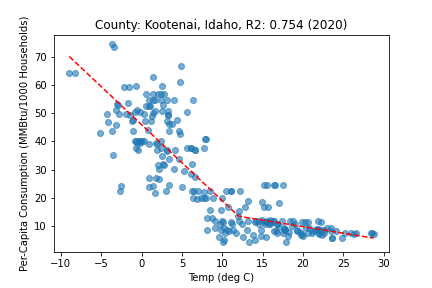 County: Kootenai, Idaho, R2: 0.754 (2020)
Per-Capita Consumption (MMBtu/1000 Households)
70
60
50
40
30
20
10
−10 −5 0 5 10 15 20 25 30
Temp (deg C)